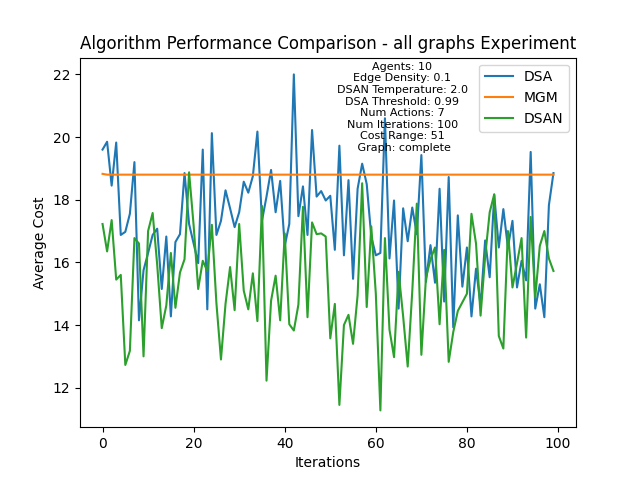 Algorithm Performance Comparison - all graphs Experiment
Agents: 10
Edge Density: 0.1
DSAN Temperature: 2.0
DSA Threshold: 0.99
Num Actions: 7
Num Iterations: 100
Cost Range: 51
Graph: complete
DSA
MGM
DSAN
Average Cost
22
20
18
16
14
12
0
20
40
60
80
100
Iterations